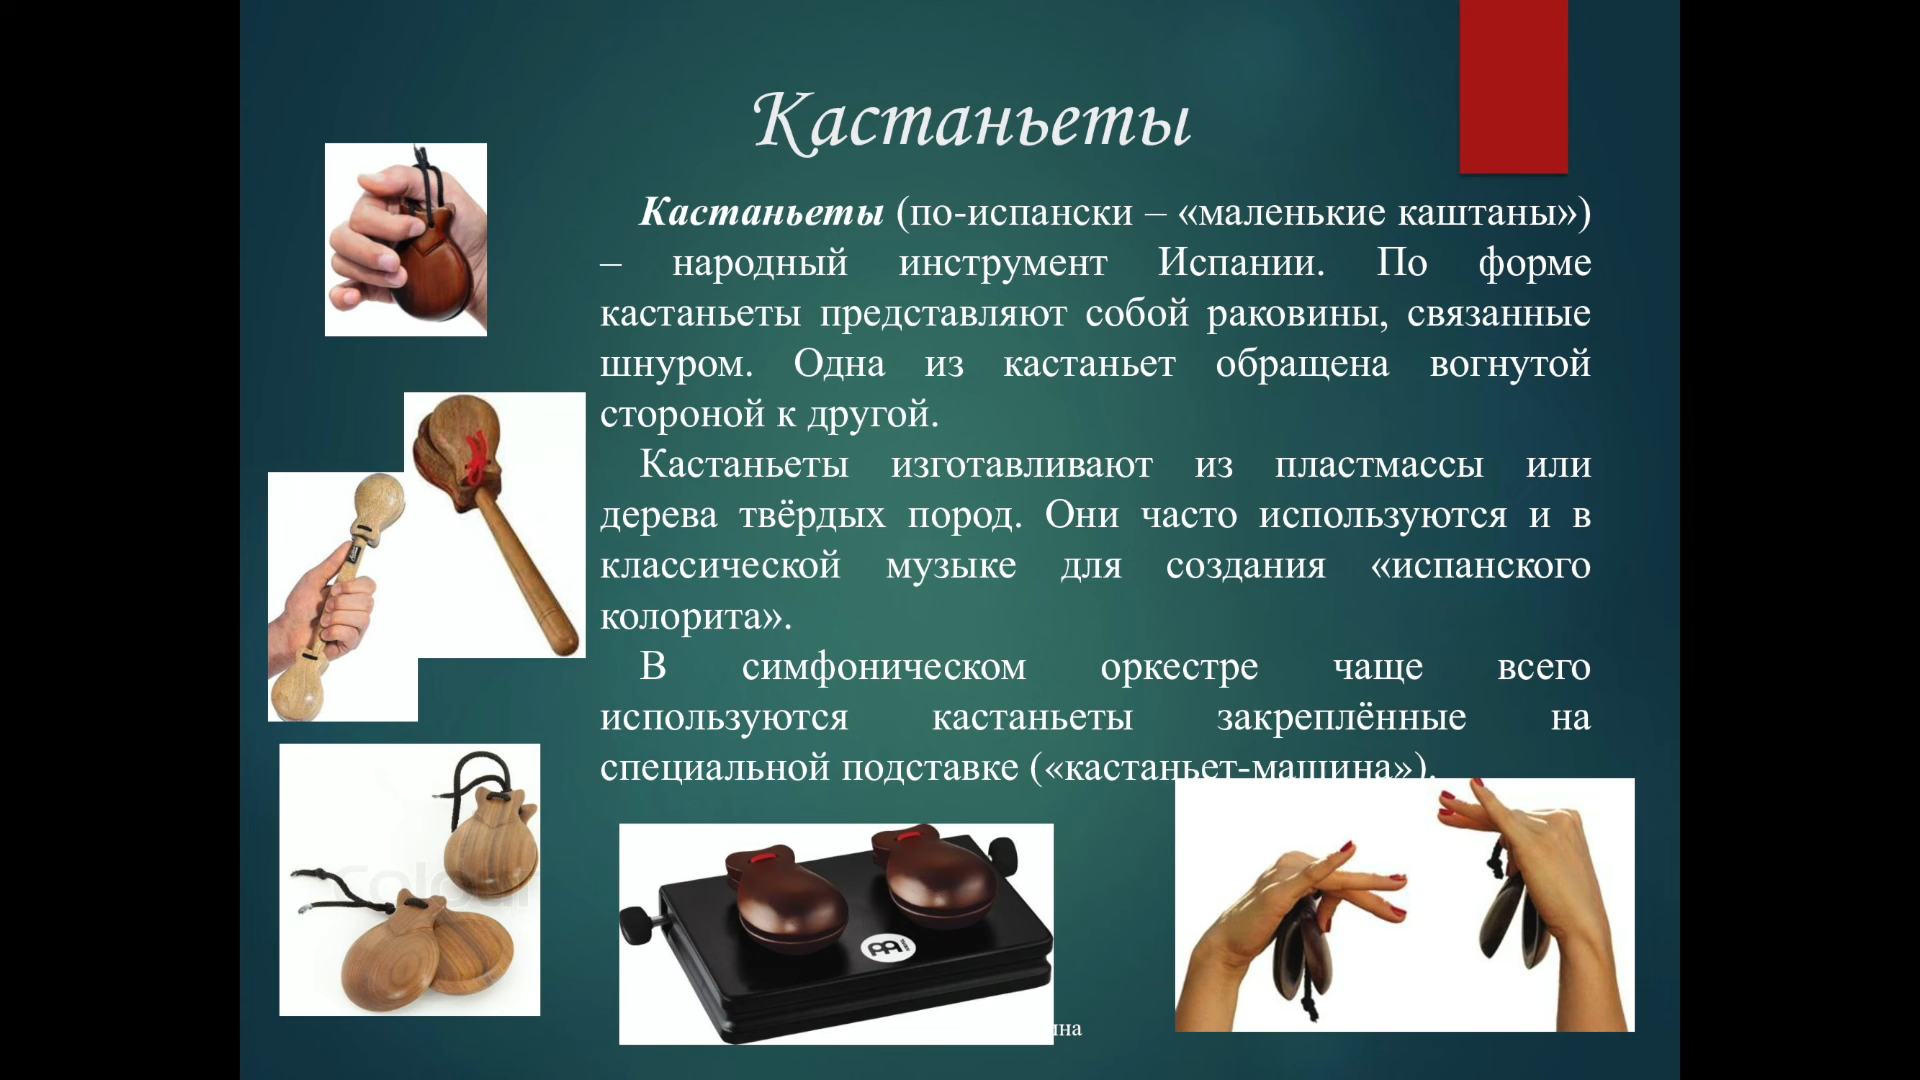 Кастаньеты
Кастаньеты (по-испански – «маленькие каштаны»)
– народный инструмент Испании. По форме
кастаньеты представляют собой раковины, связанные
шнуром. Одна из кастаньет обращена вогнутой
стороной к другой.
Кастаньеты изготавливают из пластмассы или
дерева твёрдых пород. Они часто используются и в
классической музыке для создания «испанского
колорита».
В симфоническом оркестре чаще всего
используются кастаньеты закреплённые на
специальной подставке («кастаньет-машина»).